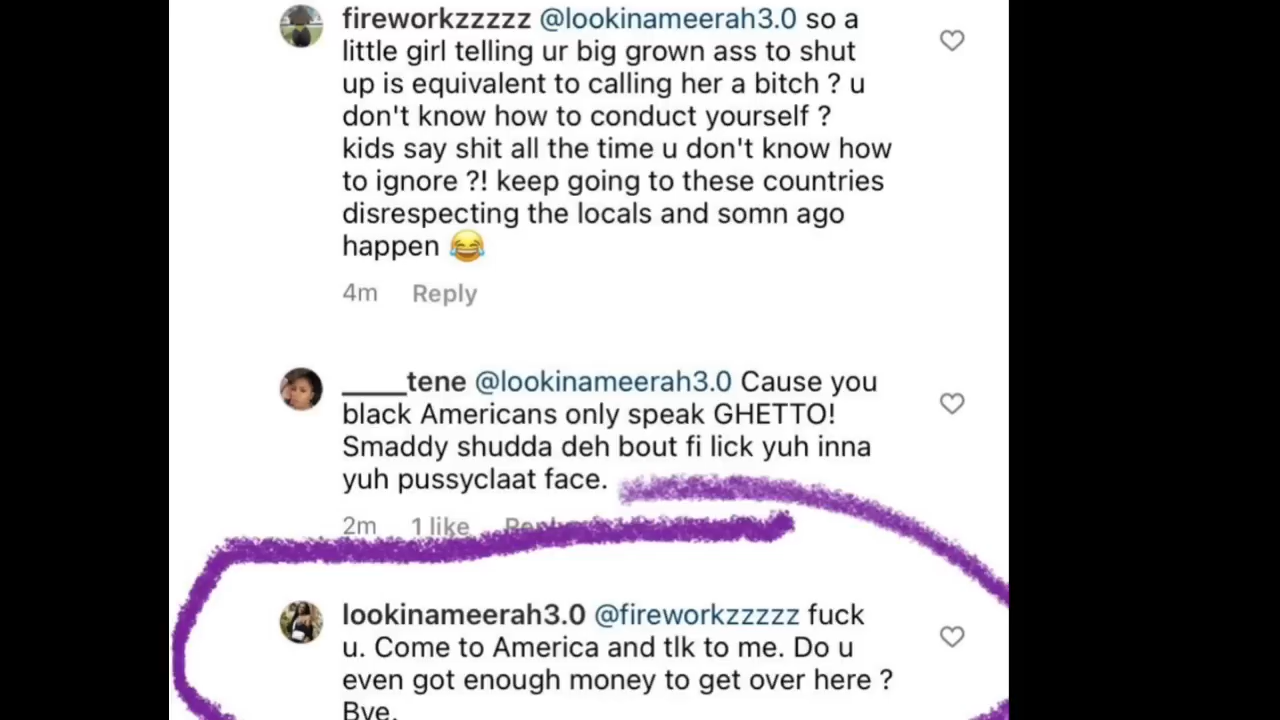 fireworkzzzzz @lookinameerah3.0 so a
little girl telling ur big grown ass to shut
up is equivalent to calling her a bitch ? u
don't know how to conduct yourself ?
kids say shit all the time u don't know how
to ignore ?! keep going to these countries
disrespecting the locals and somn ago
happen 😂
4m Reply
_____tene @lookinameerah3.0 Cause you
black Americans only speak GHETTO!
Smaddy shudda deh bout fi lick yuh inna
yuh pussyclaat face.
2m 1 like Reply
lookinameerah3.0 @fireworkzzzzz fuck
u. Come to America and tlk to me. Do u
even got enough money to get over here ?
Bye.